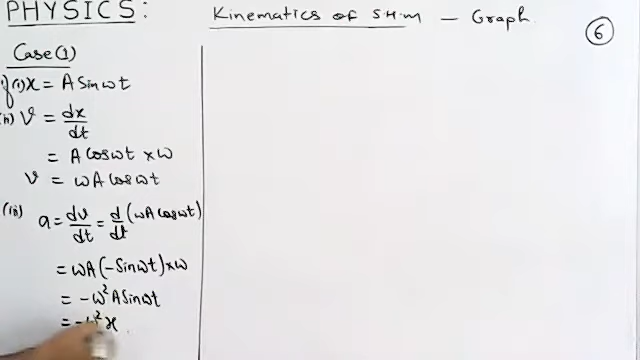 PHYSICS:
Kinematics of S.H.M — Graph
6
Case(1)
(i) x = A Sin ωt
(ii) v = dx/dt
= A Cos ωt × ω
v = ωA Cos ωt
(iii) a = dv/dt = d/dt (ωA Cos ωt)
= ωA(-Sin ωt) × ω
= -ω² A Sin ωt
= -ω² x